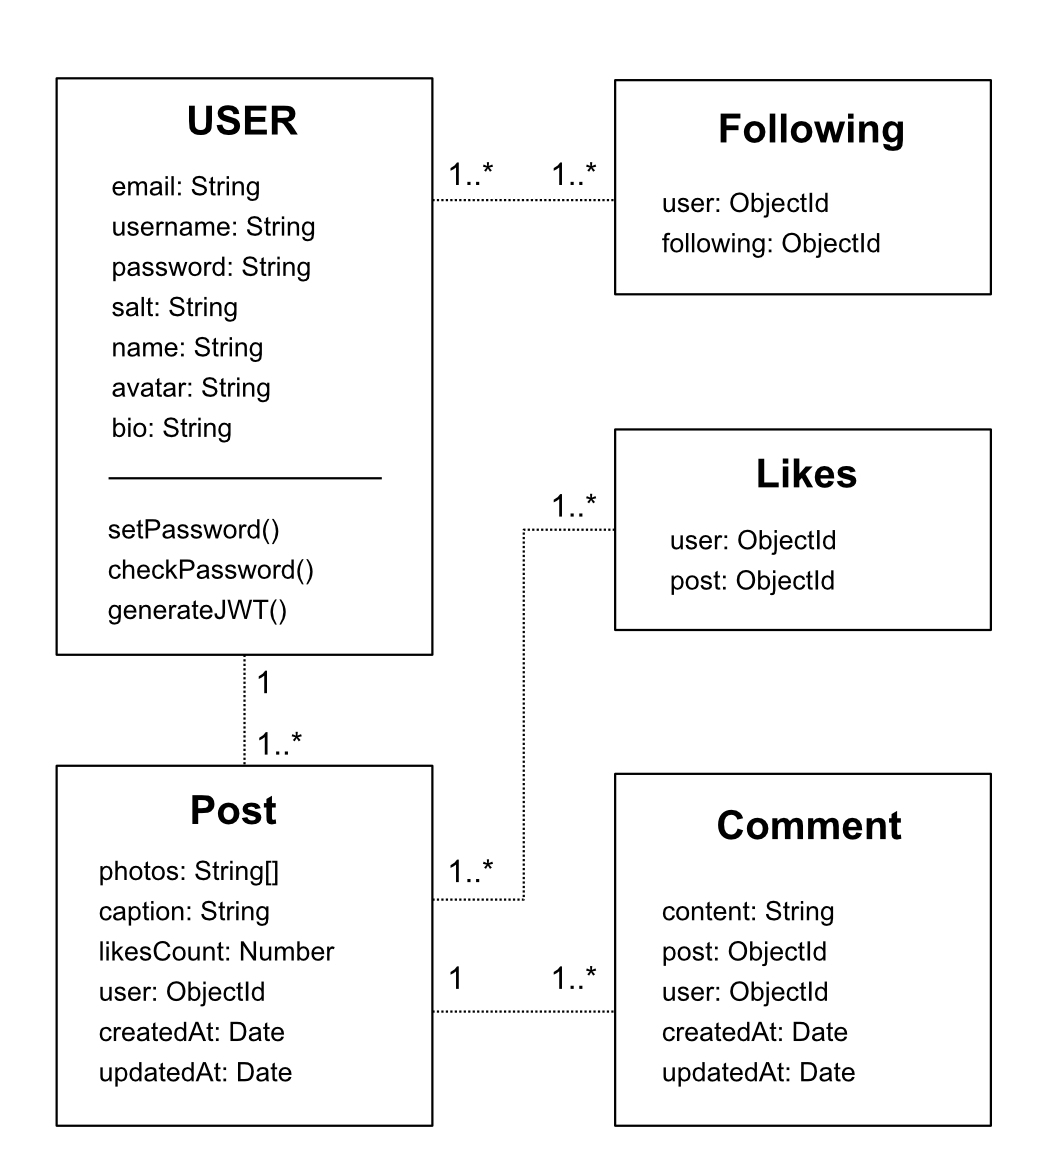 USER
email: String
username: String
password: String
salt: String
name: String
avatar: String
bio: String
setPassword()
checkPassword()
generateJWT()
1..*
1..*
Following
user: ObjectId
following: ObjectId
1..*
Likes
user: ObjectId
post: ObjectId
1
1..*
Post
photos: String[]
caption: String
likesCount: Number
user: ObjectId
createdAt: Date
updatedAt: Date
1..*
1
1..*
Comment
content: String
post: ObjectId
user: ObjectId
createdAt: Date
updatedAt: Date